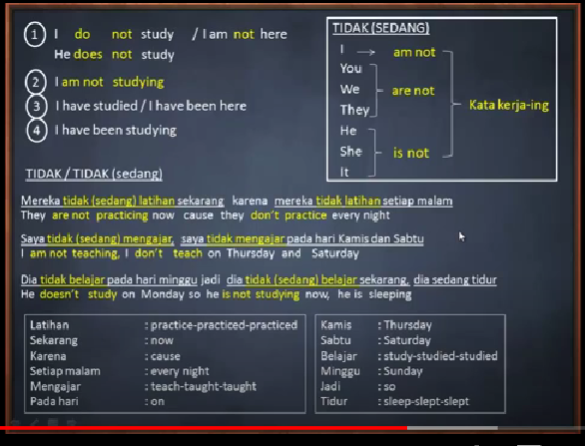 1 I do not study / I am not here
He does not study
2 I am not studying
3 I have studied / I have been here
4 I have been studying
TIDAK (SEDANG)
I → am not
You
We are not
They
Kata kerja-ing
He
She is not
It
TIDAK / TIDAK (sedang)
Mereka tidak (sedang) latihan sekarang karena mereka tidak latihan setiap malam
They are not practicing now cause they don't practice every night
Saya tidak (sedang) mengajar, saya tidak mengajar pada hari Kamis dan Sabtu
I am not teaching, I don't teach on Thursday and Saturday
Dia tidak belajar pada hari minggu jadi dia tidak (sedang) belajar sekarang, dia sedang tidur
He doesn't study on Monday so he is not studying now, he is sleeping
Latihan : practice-practiced-practiced
Sekarang : now
Karena : cause
Setiap malam : every night
Mengajar : teach-taught-taught
Pada hari : on
Kamis : Thursday
Sabtu : Saturday
Belajar : study-studied-studied
Minggu : Sunday
Jadi : so
Tidur : sleep-slept-slept